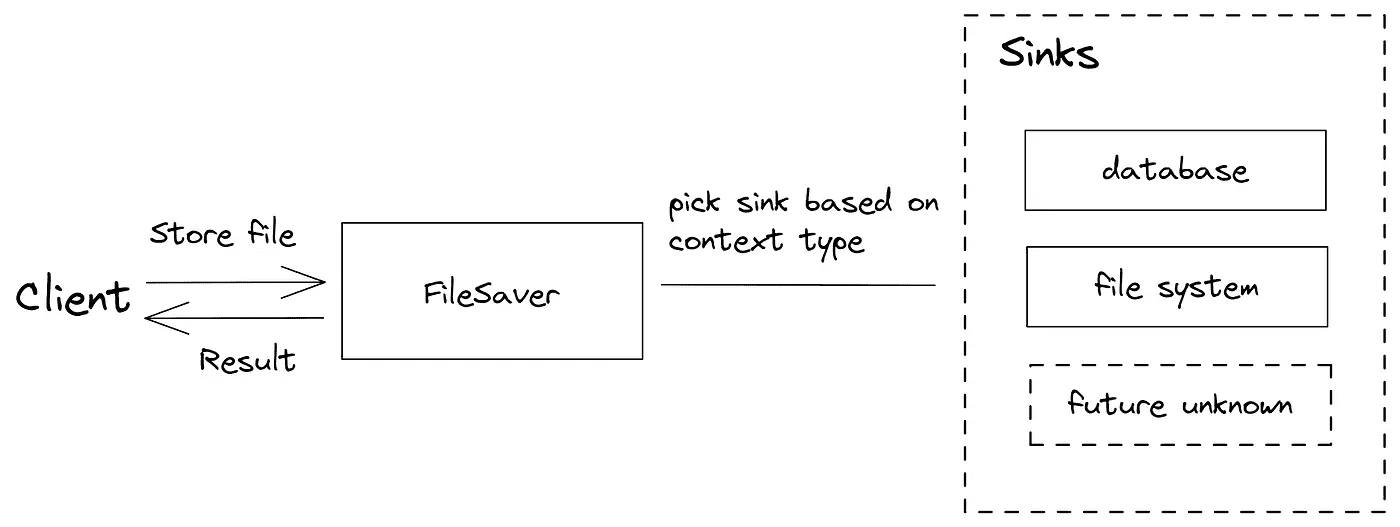 Sinks
database
pick sink based on
context type
Store file
file system
Client
FileSaver
Result
future unknown